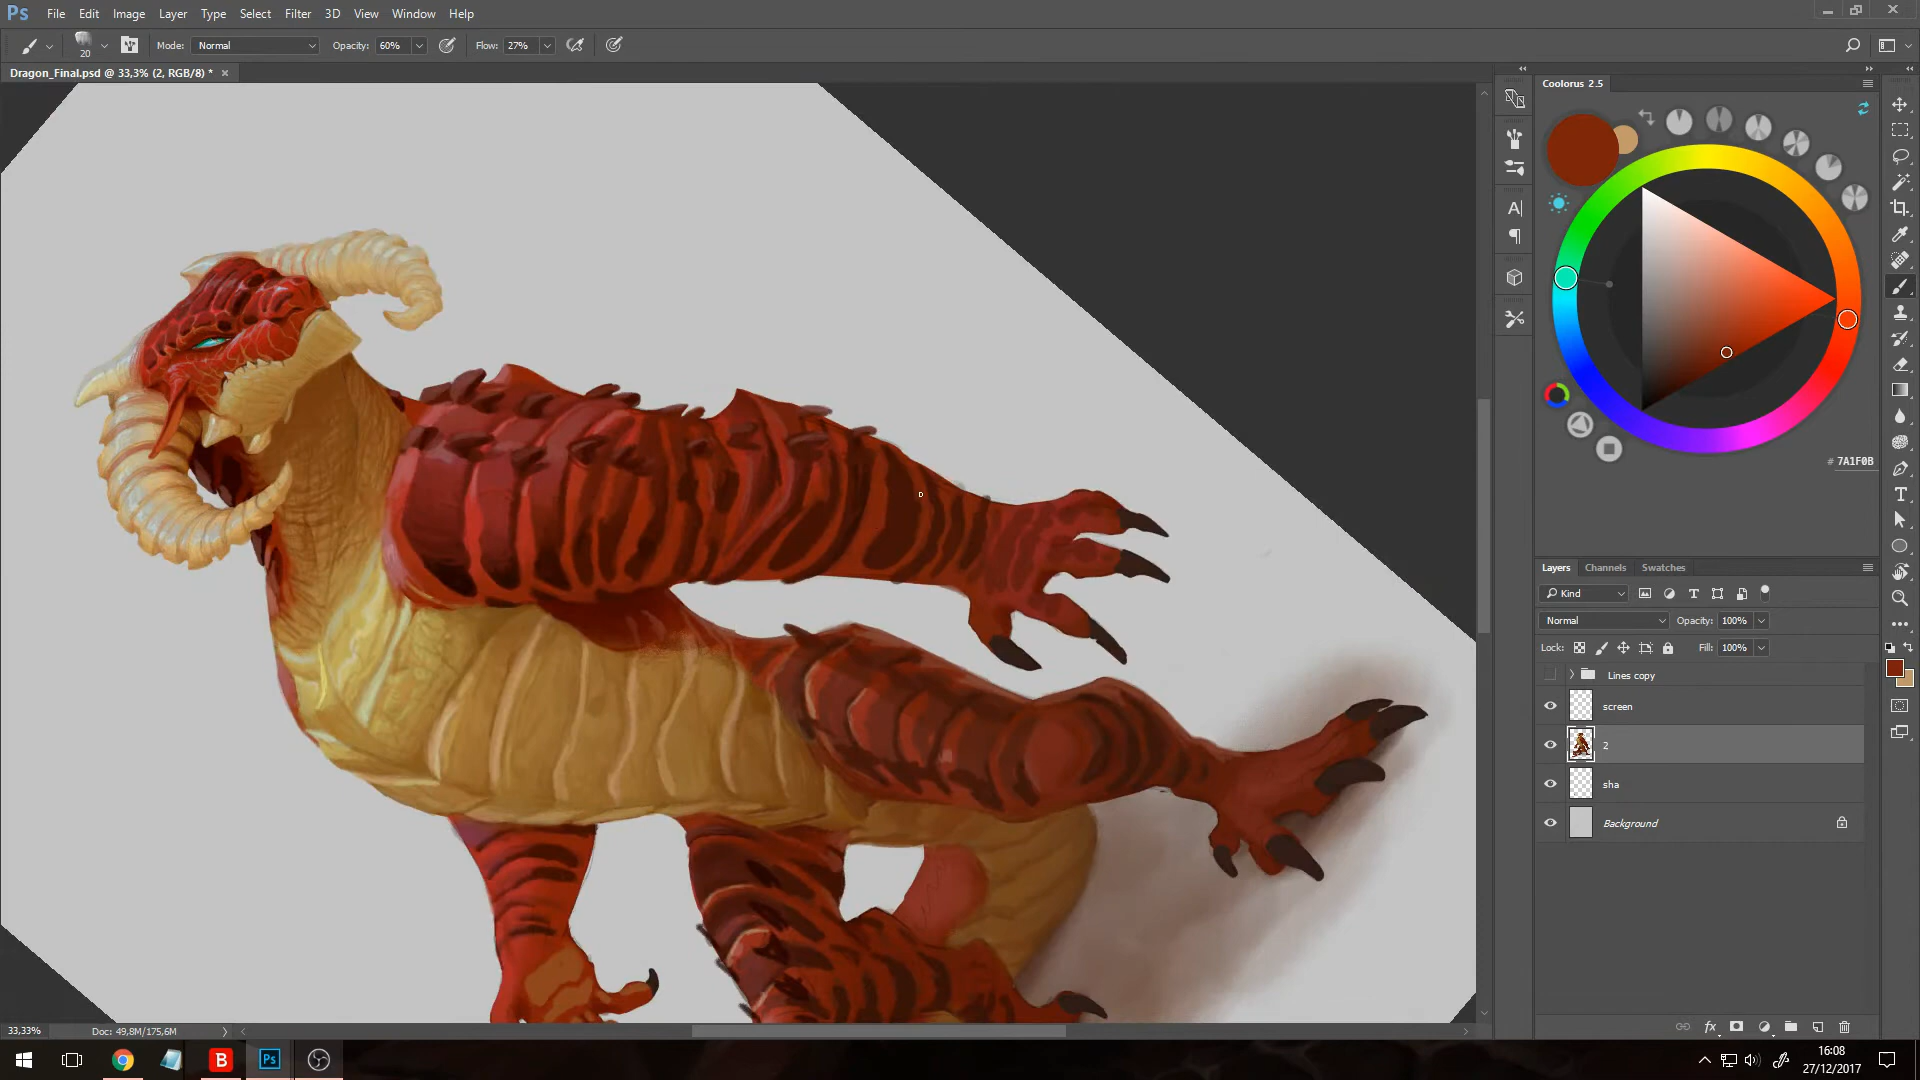 Ps File Edit Image Layer Type Select Filter 3D View Window Help
20 Mode: Normal Opacity: 60% Flow: 27%
Dragon_Final.psd @ 33,3% (2, RGB/8) * ×
Coolorus 2.5
# 7A1F0B
Layers Channels Swatches
Kind
Normal Opacity: 100%
Lock: Fill: 100%
Lines copy
screen
2
sha
Background
33,33% Doc: 49,8M/175,6M
B Ps
16:08
27/12/2017